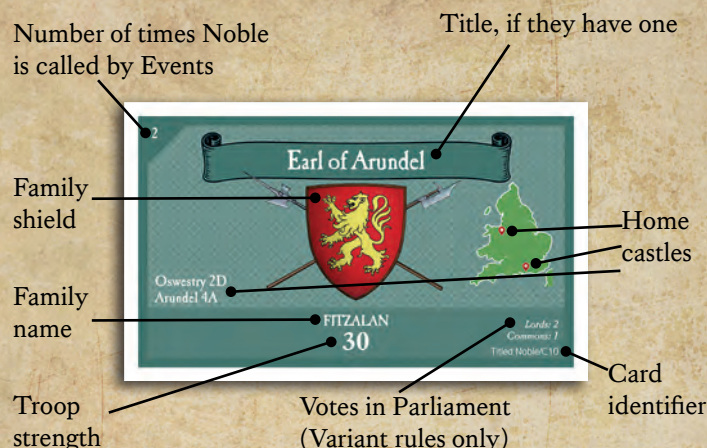 Number of times Noble
is called by Events
Title, if they have one
2
Earl of Arundel
Family
shield
Home
castles
Oswestry 2D
Arundel 4A
Family
name
FITZALAN
30
Lords: 2
Commons: 1
Titled Noble/C10
Troop
strength
Votes in Parliament
(Variant rules only)
Card
identifier